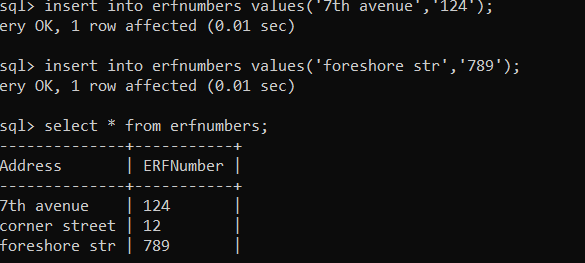 sql> insert into erfnumbers values('7th avenue','124');
ery OK, 1 row affected (0.01 sec)
sql> insert into erfnumbers values('foreshore str','789');
ery OK, 1 row affected (0.01 sec)
sql> select * from erfnumbers;
--------------+-----------+
Address       | ERFNumber |
--------------+-----------+
7th avenue    | 124       |
corner street | 12        |
foreshore str | 789       |